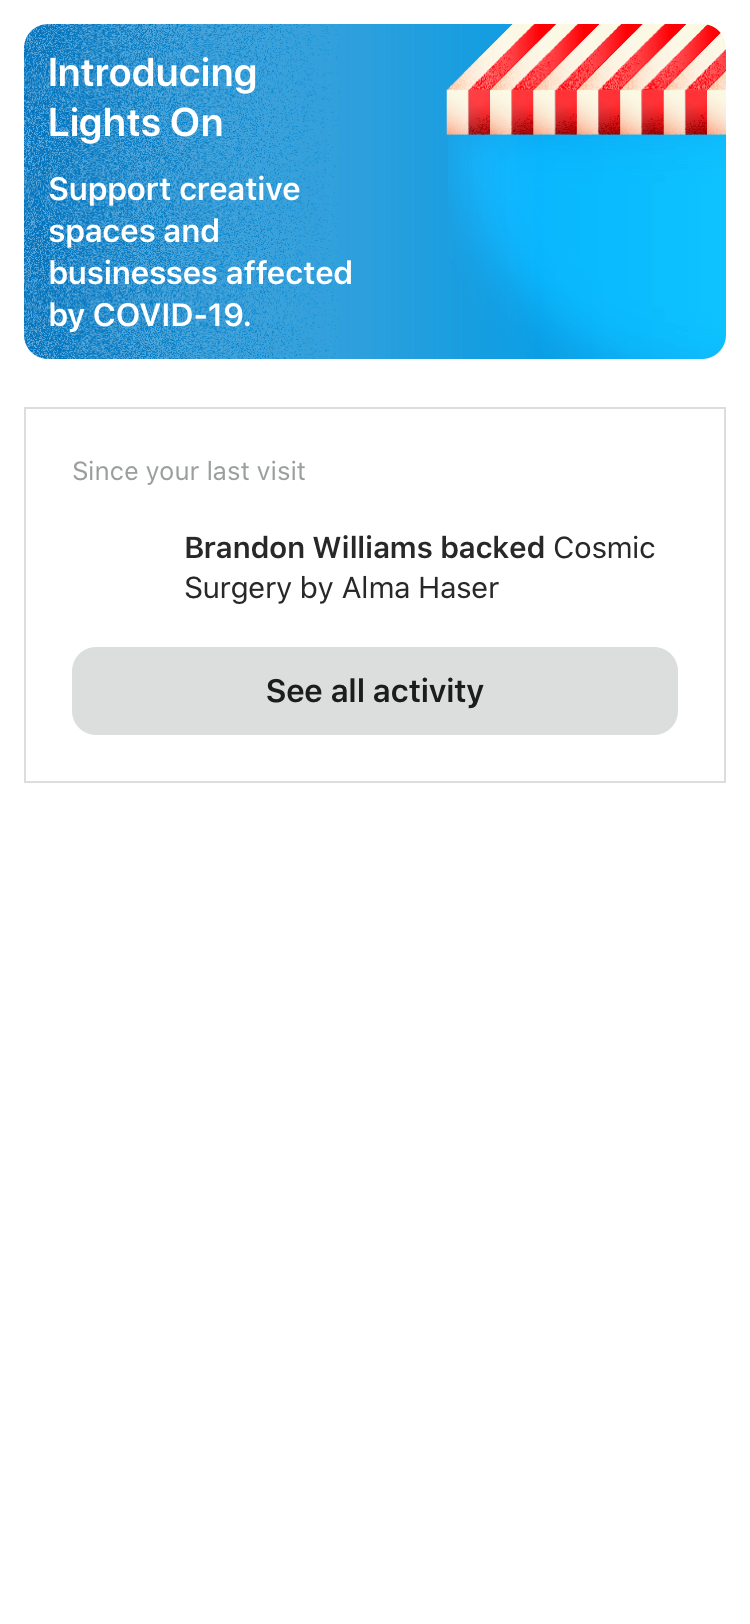 Introducing
Lights On
Support creative
spaces and
businesses affected
by COVID-19.
Since your last visit
Brandon Williams backed Cosmic
Surgery by Alma Haser
See all activity